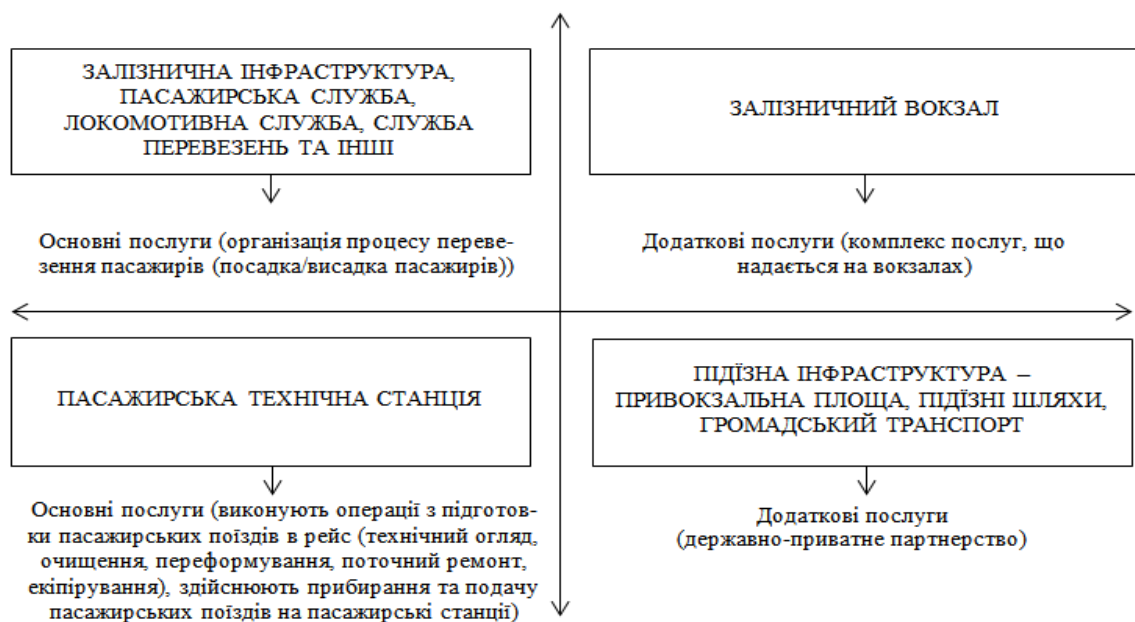 ЗАЛІЗНИЧНА ІНФРАСТРУКТУРА,
ПАСАЖИРСЬКА СЛУЖБА,
ЛОКОМОТИВНА СЛУЖБА, СЛУЖБА
ПЕРЕВЕЗЕНЬ ТА ІНШІ
Основні послуги (організація процесу переве-
зення пасажирів (посадка/висадка пасажирів))
ЗАЛІЗНИЧНИЙ ВОКЗАЛ
Додаткові послуги (комплекс послуг, що
надається на вокзалах)
ПАСАЖИРСЬКА ТЕХНІЧНА СТАНЦІЯ
Основні послуги (виконують операції з підготов-
ки пасажирських поїздів в рейс (технічний огляд,
очищення, переформування, поточний ремонт,
екіпірування), здійснюють прибирання та подачу
пасажирських поїздів на пасажирські станції)
ПІДЇЗНА ІНФРАСТРУКТУРА –
ПРИВОКЗАЛЬНА ПЛОЩА, ПІДЇЗНІ ШЛЯХИ,
ГРОМАДСЬКИЙ ТРАНСПОРТ
Додаткові послуги
(державно-приватне партнерство)